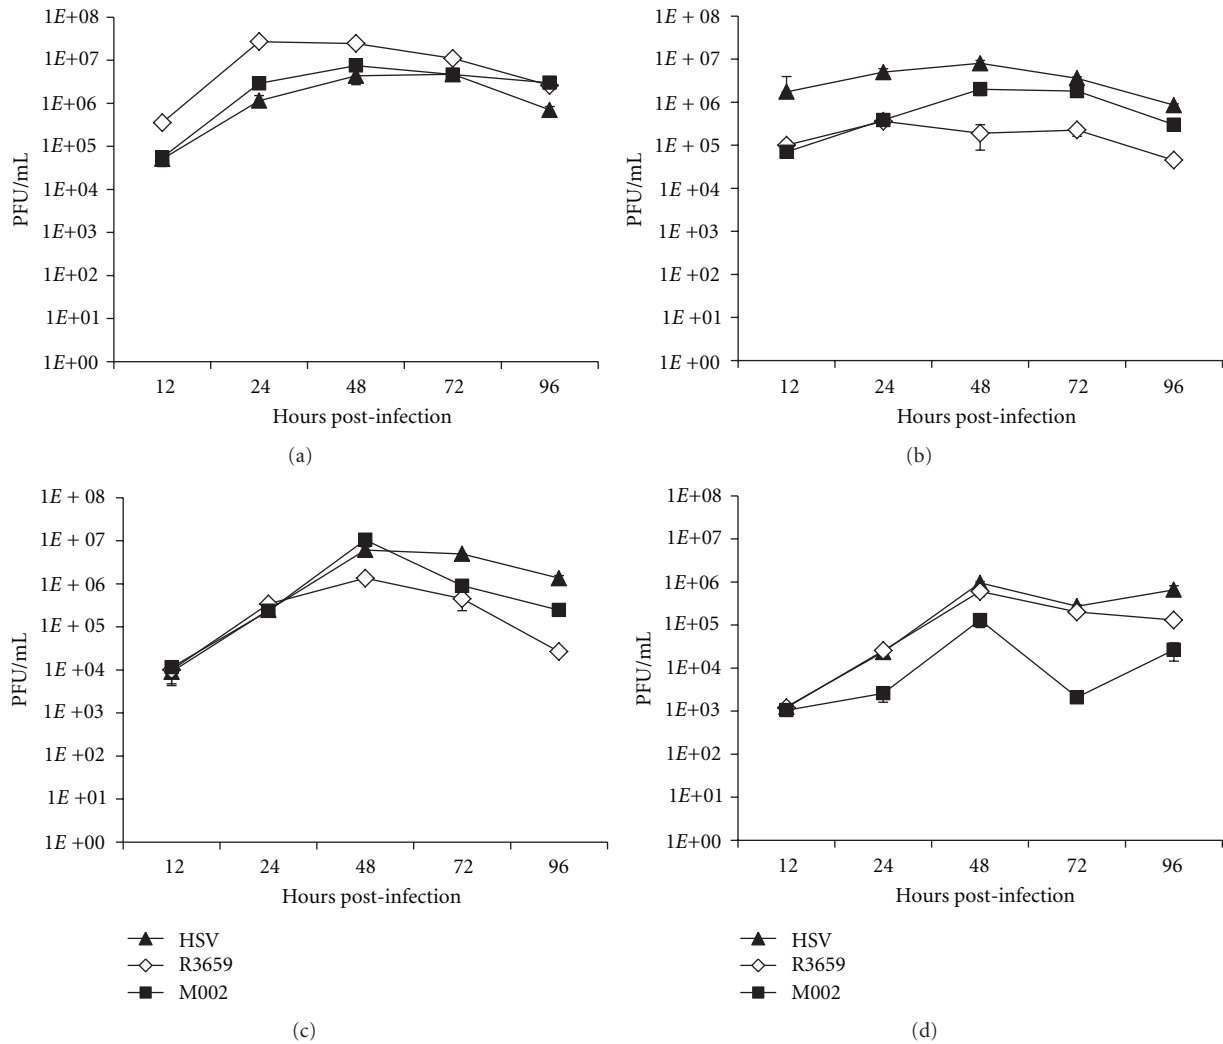 1E+08
1E+07
1E+06
1E+05
1E+04
1E+03
1E+02
1E+01
1E+00
PFU/mL
12 24 48 72 96
Hours post-infection
(a)
1E + 08
1E + 07
1E + 06
1E + 05
1E +04
1E +03
1E +02
1E +01
1E +00
PFU/mL
12 24 48 72 96
Hours post-infection
(b)
1E + 08
1E + 07
1E + 06
1E + 05
1E + 04
1E +03
1E +02
1E +01
1E +00
PFU/mL
12 24 48 72 96
Hours post-infection
HSV
R3659
M002
(c)
1E+08
1E+07
1E+06
1E+05
1E+04
1E+03
1E+02
1E+01
1E+00
PFU/mL
12 24 48 72 96
Hours post-infection
HSV
R3659
M002
(d)